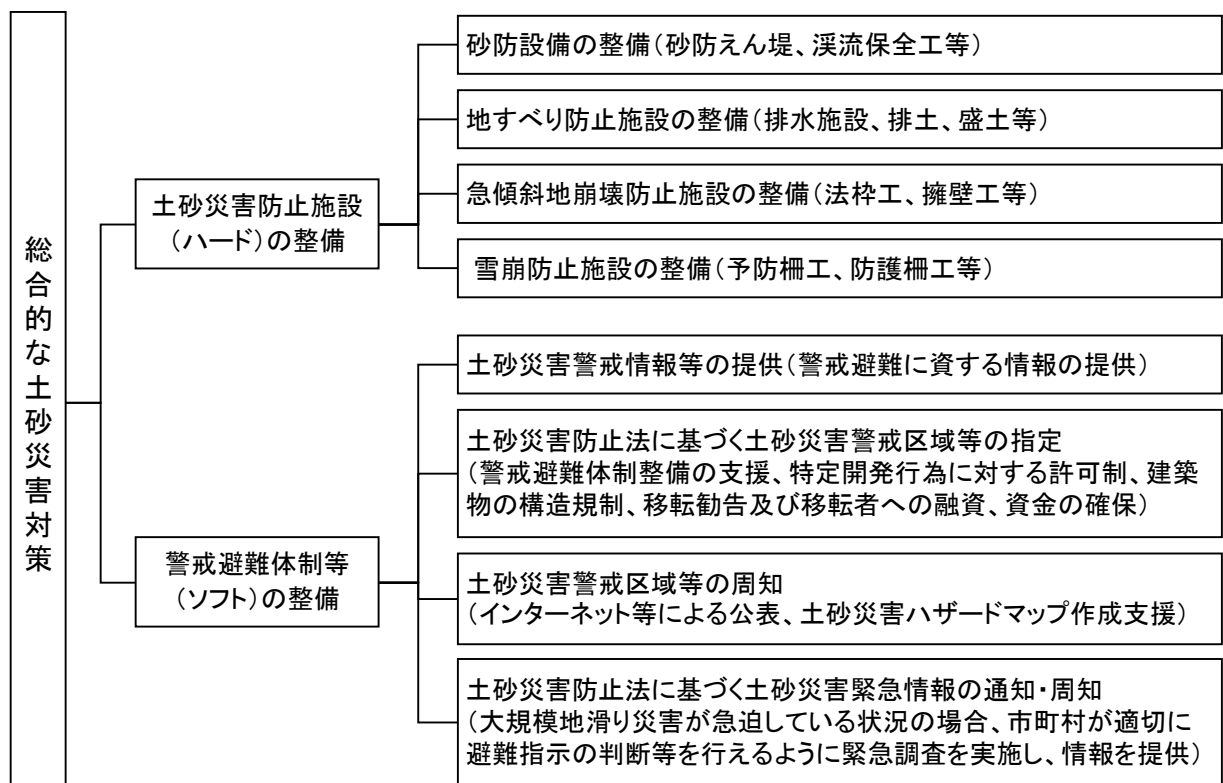 総合的な土砂災害対策
土砂災害防止施設
（ハード）の整備
砂防設備の整備（砂防えん堤、渓流保全工等）
地すべり防止施設の整備（排水施設、排土、盛土等）
急傾斜地崩壊防止施設の整備（法枠工、擁壁工等）
雪崩防止施設の整備（予防柵工、防護柵工等）
警戒避難体制等
（ソフト）の整備
土砂災害警戒情報等の提供（警戒避難に資する情報の提供）
土砂災害防止法に基づく土砂災害警戒区域等の指定
（警戒避難体制整備の支援、特定開発行為に対する許可制、建築
物の構造規制、移転勧告及び移転者への融資、資金の確保）
土砂災害警戒区域等の周知
（インターネット等による公表、土砂災害ハザードマップ作成支援）
土砂災害防止法に基づく土砂災害緊急情報の通知・周知
（大規模地滑り災害が急迫している状況の場合、市町村が適切に
避難指示の判断等を行えるように緊急調査を実施し、情報を提供）